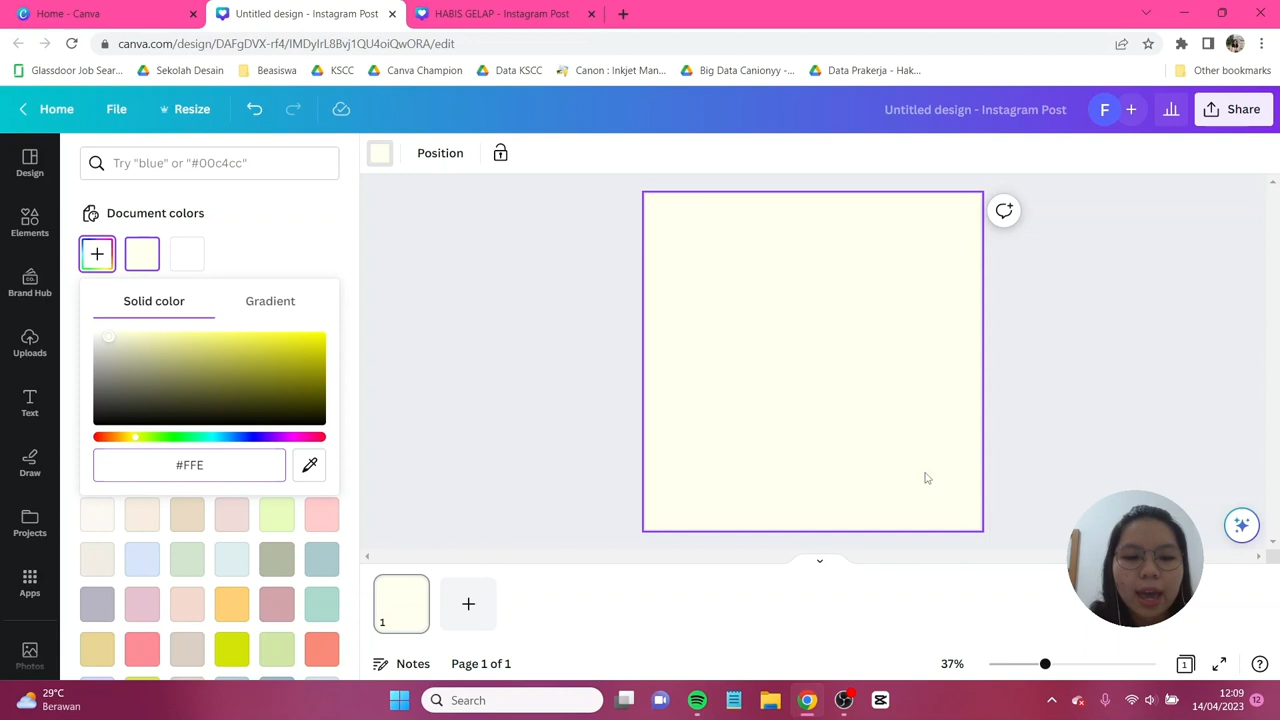 Home - Canva
Untitled design - Instagram Post
HABIS GELAP - Instagram Post
canva.com/design/DAFgDVX-rf4/IMDyIrL8Bvj1QU4oiQwORA/edit
Glassdoor Job Sear...
Sekolah Desain
Beasiswa
KSCC
Canva Champion
Data KSCC
Canon : Inkjet Man...
Big Data Canionyy -...
Data Prakerja - Hak...
Other bookmarks
Home
File
Resize
Untitled design - Instagram Post
F
Share
Design
Elements
Brand Hub
Uploads
Text
Draw
Projects
Apps
Photos
Try "blue" or "#00c4cc"
Document colors
Solid color
Gradient
#FFE
Position
1
Notes
Page 1 of 1
37%
1
29°C
Berawan
Search
12:09
14/04/2023
12